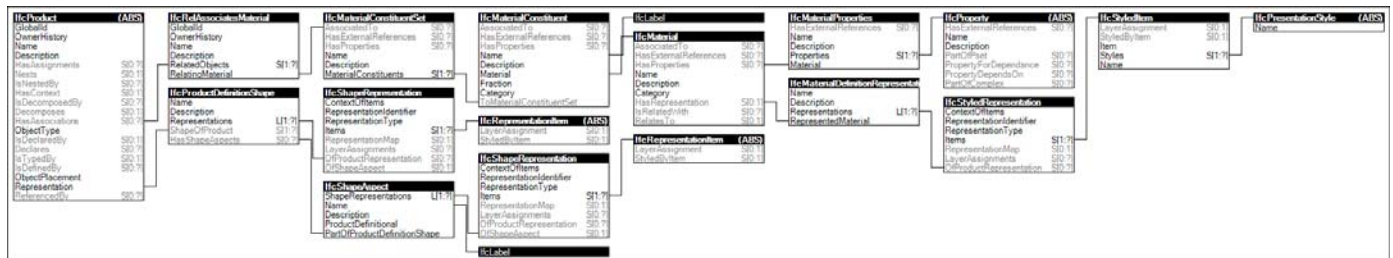 IfcProduct (ABS)
GlobalId
OwnerHistory
Name
Description
HasAssignments S[0:?]
Nests S[0:1]
IsNestedBy S[0:?]
HasContext S[0:1]
IsDecomposedBy S[0:?]
Decomposes S[0:1]
HasAssociations S[0:?]
ObjectType
IsDeclaredBy S[0:1]
Declares S[0:?]
IsTypedBy S[0:1]
IsDefinedBy S[0:?]
ObjectPlacement
Representation
ReferencedBy S[0:?]
IfcRelAssociatesMaterial
GlobalId
OwnerHistory
Name
Description
RelatedObjects S[1:?]
RelatingMaterial
IfcProductDefinitionShape
Name
Description
Representations L[1:?]
ShapeOfProduct S[1:?]
HasShapeAspects S[0:?]
IfcMaterialConstituentSet
AssociatedTo S[0:?]
HasExternalReferences S[0:?]
HasProperties S[0:?]
Name
Description
MaterialConstituents S[1:?]
IfcShapeRepresentation
ContextOfItems
RepresentationIdentifier
RepresentationType
Items S[1:?]
RepresentationMap S[0:1]
LayerAssignments S[0:?]
OfProductRepresentation S[0:?]
OfShapeAspect S[0:1]
IfcShapeAspect
ShapeRepresentations L[1:?]
Name
Description
ProductDefinitional
PartOfProductDefinitionShape
IfcMaterialConstituent
AssociatedTo S[0:?]
HasExternalReferences S[0:?]
HasProperties S[0:?]
Name
Description
Material
Fraction
Category
ToMaterialConstituentSet
IfcRepresentationItem (ABS)
LayerAssignment S[0:?]
StyledByItem S[0:1]
IfcShapeRepresentation
ContextOfItems
RepresentationIdentifier
RepresentationType
Items S[1:?]
RepresentationMap S[0:1]
LayerAssignments S[0:?]
OfProductRepresentation S[0:?]
OfShapeAspect S[0:1]
IfcLabel
IfcLabel
IfcMaterial
AssociatedTo S[0:?]
HasExternalReferences S[0:?]
HasProperties S[0:?]
Name
Description
Category
HasRepresentation S[0:1]
IsRelatedWith S[0:?]
RelatesTo S[0:1]
IfcRepresentationItem (ABS)
LayerAssignment S[0:?]
StyledByItem S[0:1]
IfcMaterialProperties
HasExternalReferences S[0:?]
Name
Description
Properties S[1:?]
Material
IfcMaterialDefinitionRepresentati
Name
Description
Representations L[1:?]
RepresentedMaterial
IfcProperty (ABS)
HasExternalReferences S[0:?]
Name
Description
PartOfPset S[0:?]
PropertyForDependance S[0:?]
PropertyDependsOn S[0:?]
PartOfComplex S[0:?]
IfcStyledRepresentation
ContextOfItems
RepresentationIdentifier
RepresentationType
Items S[1:?]
RepresentationMap S[0:1]
LayerAssignments S[0:?]
OfProductRepresentation S[0:?]
IfcStyledItem
LayerAssignment S[0:?]
StyledByItem S[0:1]
Item
Styles S[1:?]
Name
IfcPresentationStyle (ABS)
Name